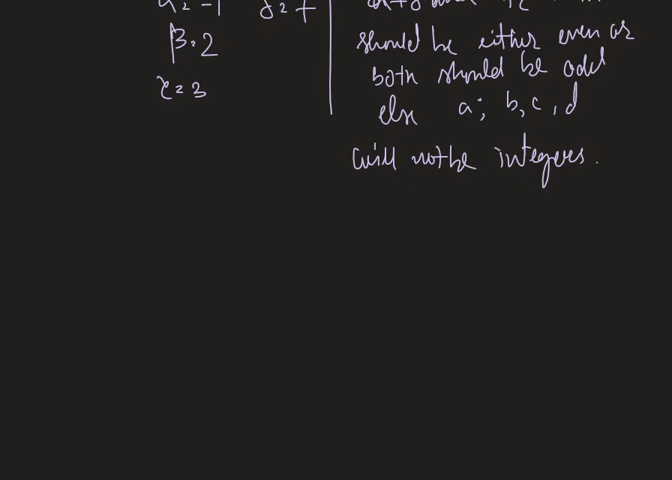 β = 2
r = 3
should be either even or
both should be odd
else a; b, c, d
will not be integers.